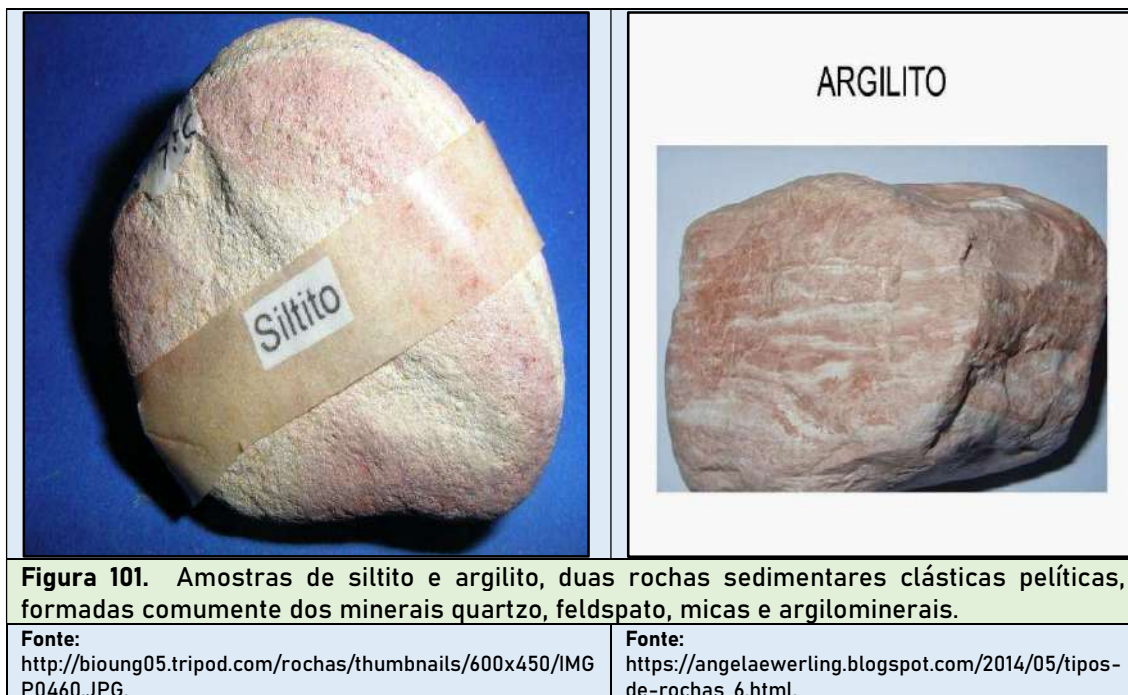 Siltito
ARGILITO
Figura 101. Amostras de siltito e argilito, duas rochas sedimentares clásticas pelíticas,
formadas comumente dos minerais quartzo, feldspato, micas e argilominerais.
Fonte:
http://bioung05.tripod.com/rochas/thumbnails/600x450/IMG
P0460.JPG.
Fonte:
https://angelaewerling.blogspot.com/2014/05/tipos-
de-rochas_6.html.